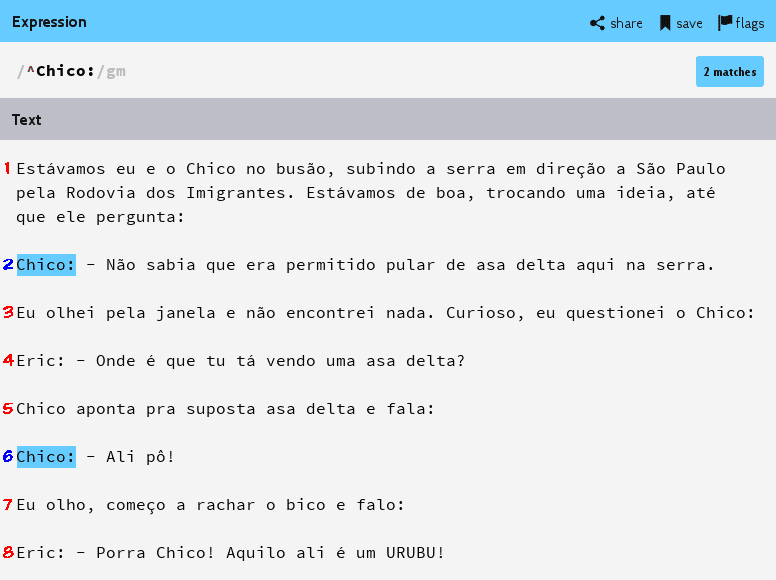 Expression
share save flags
/^Chico:/gm
2 matches
Text
1 Estávamos eu e o Chico no busão, subindo a serra em direção a São Paulo
pela Rodovia dos Imigrantes. Estávamos de boa, trocando uma ideia, até
que ele pergunta:
2 Chico: - Não sabia que era permitido pular de asa delta aqui na serra.
3 Eu olhei pela janela e não encontrei nada. Curioso, eu questionei o Chico:
4 Eric: - Onde é que tu tá vendo uma asa delta?
5 Chico aponta pra suposta asa delta e fala:
6 Chico: - Ali pô!
7 Eu olho, começo a rachar o bico e falo:
8 Eric: - Porra Chico! Aquilo ali é um URUBU!